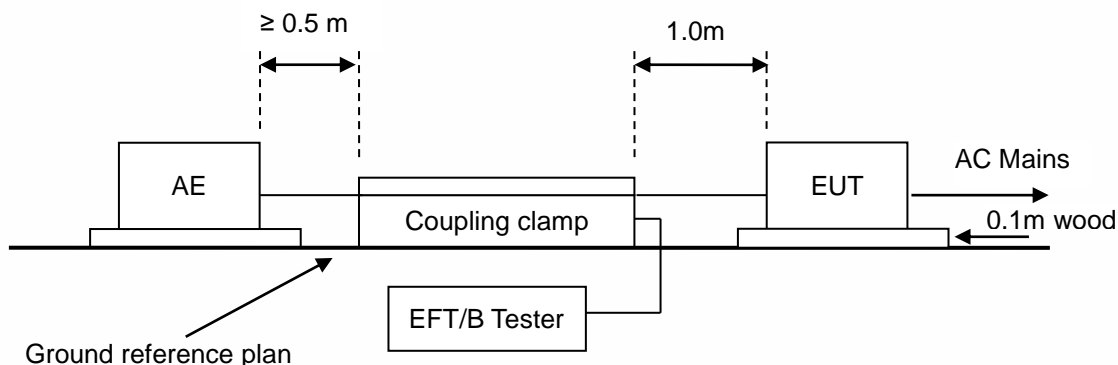 ≥ 0.5 m
1.0m
AE
EUT
AC Mains
Coupling clamp
0.1m wood
EFT/B Tester
Ground reference plan